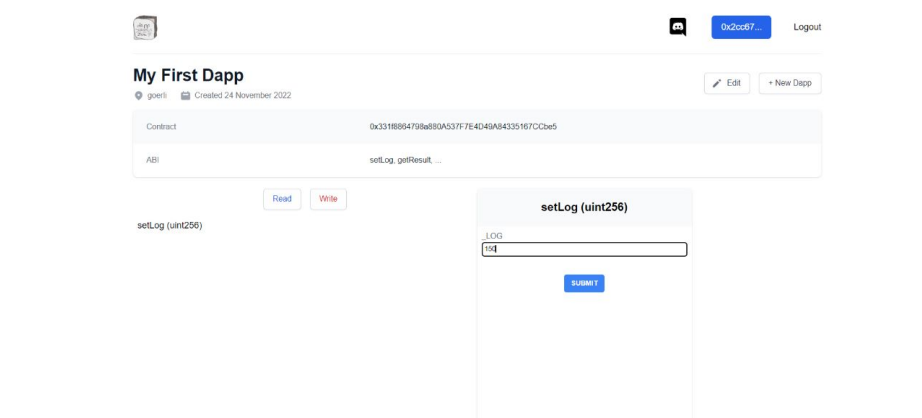 0x2cc67...
Logout
My First Dapp
goerli
Created 24 November 2022
Edit
+ New Dapp
Contract
0x331f8864798a880A537F7E4D49A84335167CCbe5
ABI
setLog, getResult, ...
Read
Write
setLog (uint256)
setLog (uint256)
_LOG
150
SUBMIT